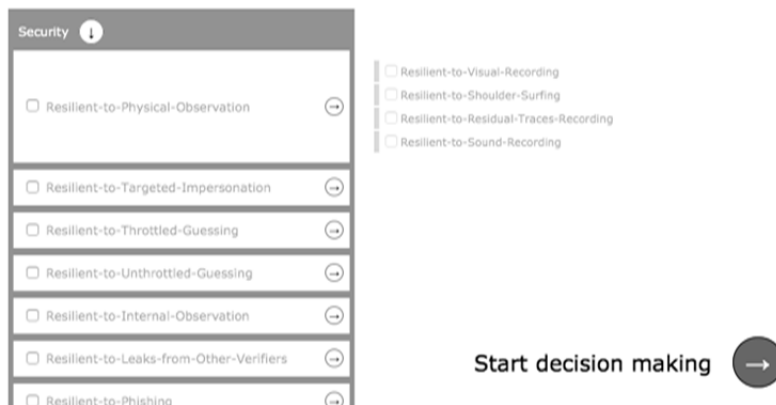 Security
Resilient-to-Physical-Observation
Resilient-to-Visual-Recording
Resilient-to-Shoulder-Surfing
Resilient-to-Residual-Traces-Recording
Resilient-to-Sound-Recording
Resilient-to-Targeted-Impersonation
Resilient-to-Throttled-Guessing
Resilient-to-Unthrottled-Guessing
Resilient-to-Internal-Observation
Resilient-to-Leaks-from-Other-Verifiers
Resilient-to-Phishing
Start decision making